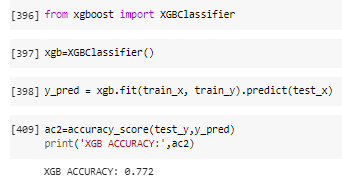 [396] from xgboost import XGBClassifier
[397] xgb=XGBClassifier()
[398] y_pred = xgb.fit(train_x, train_y).predict(test_x)
[409] ac2=accuracy_score(test_y,y_pred)
print('XGB ACCURACY:',ac2)
XGB ACCURACY: 0.772